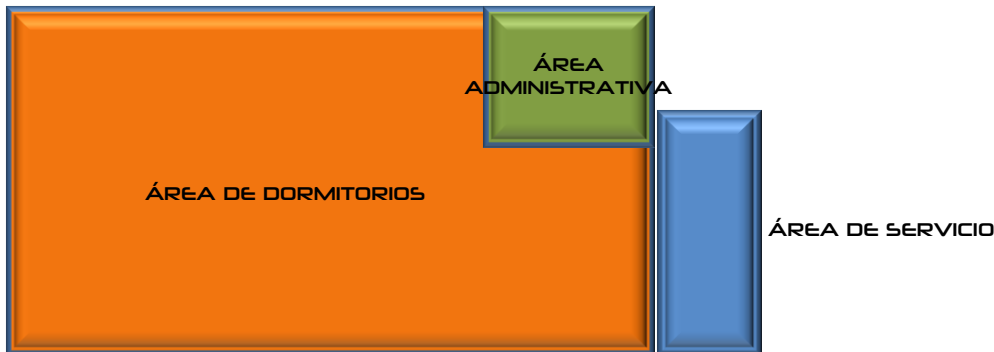 ÁREA
ADMINISTRATIVA
ÁREA DE DORMITORIOS
ÁREA DE SERVICIO